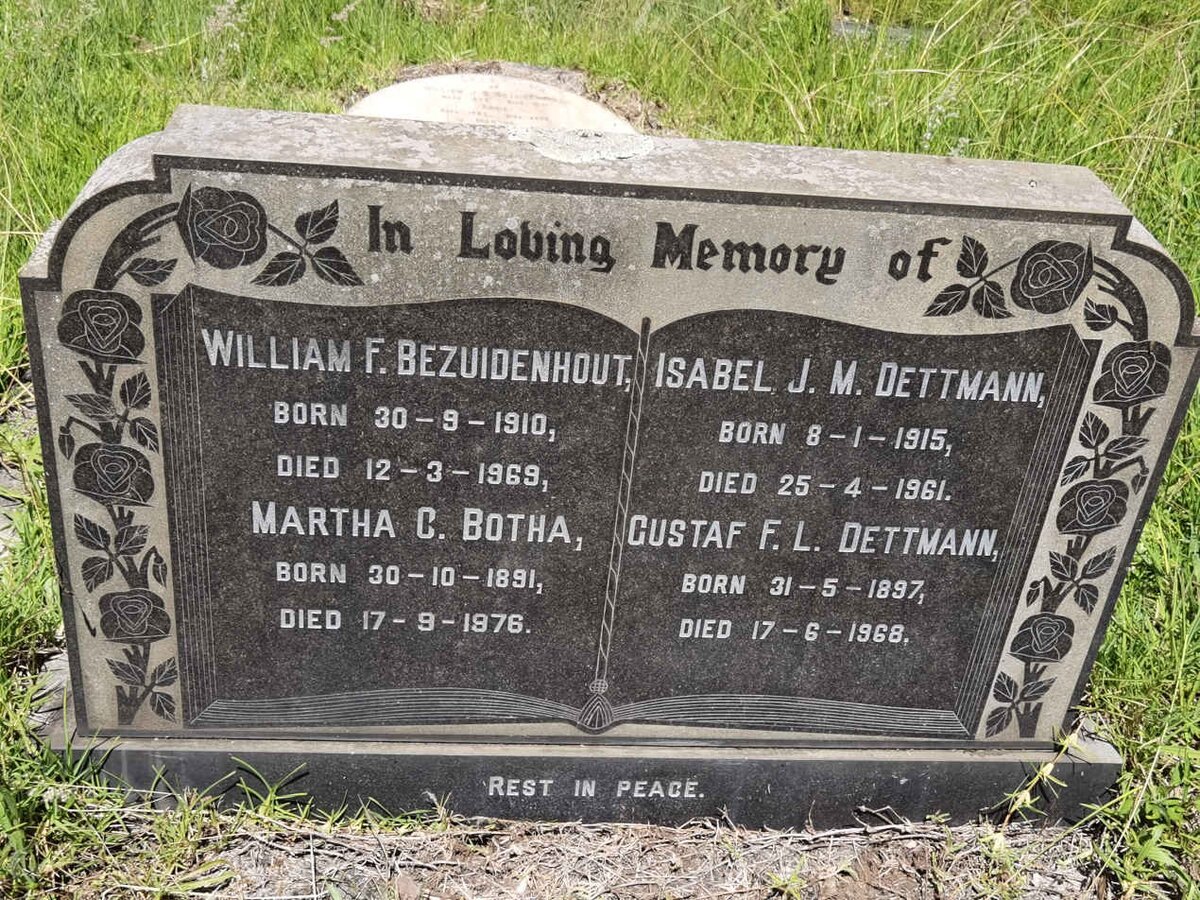 In Loving Memory of
WILLIAM F. BEZUIDENHOUT,
BORN 30-9-1910,
DIED 12-3-1969,
MARTHA C. BOTHA,
BORN 30-10-1891,
DIED 17-9-1976.
ISABEL J. M. DETTMANN,
BORN 8-1-1915,
DIED 25-4-1961.
GUSTAF F. L. DETTMANN,
BORN 31-5-1897,
DIED 17-6-1968.
REST IN PEACE.